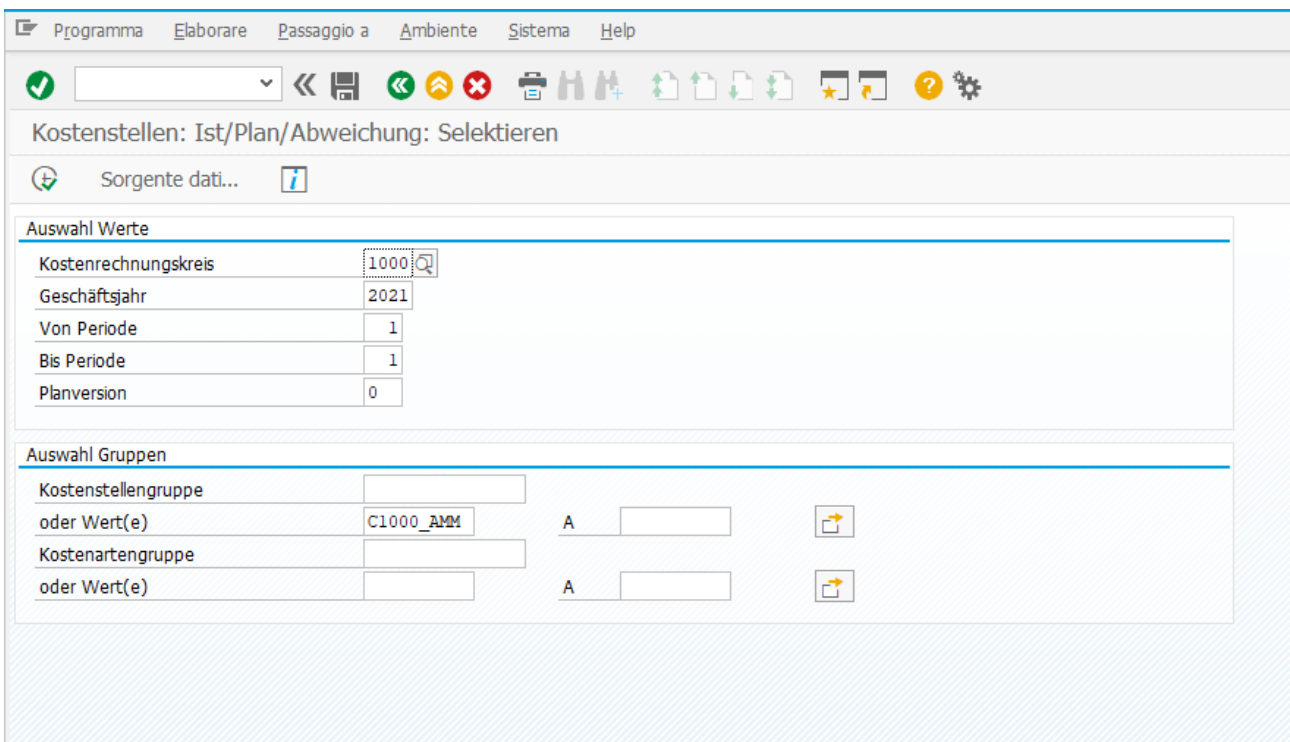 Programma Elaborare Passaggio a Ambiente Sistema Help
Kostenstellen: Ist/Plan/Abweichung: Selektieren
Sorgente dati...
Auswahl Werte
Kostenrechnungskreis 1000
Geschäftsjahr 2021
Von Periode 1
Bis Periode 1
Planversion 0
Auswahl Gruppen
Kostenstellengruppe
oder Wert(e) C1000_AMM A
Kostenartengruppe
oder Wert(e) A